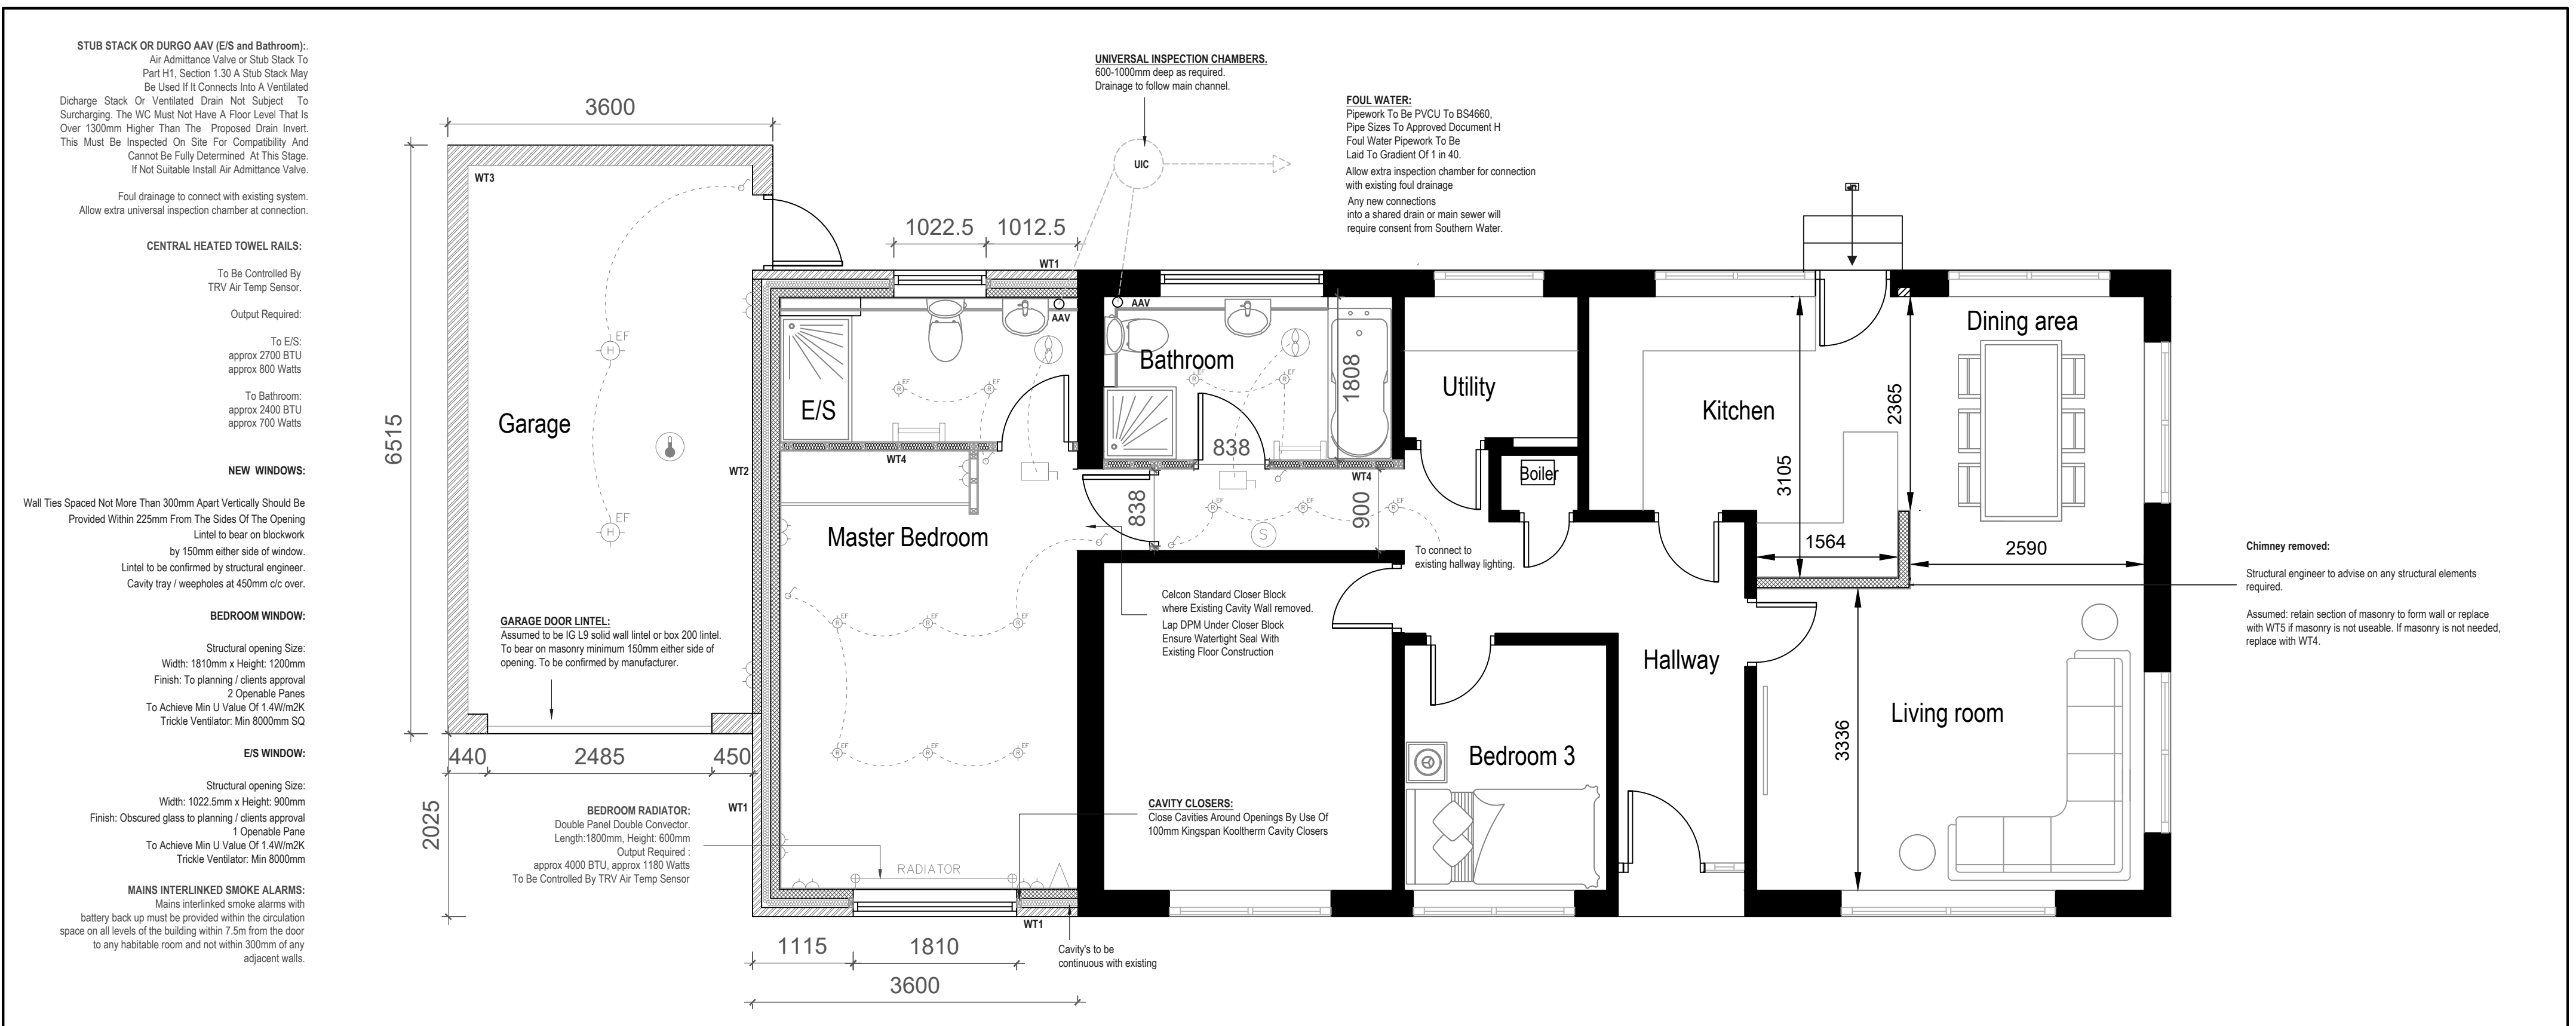 STUB STACK OR DURGO AAV (E/S and Bathroom):.
Air Admittance Valve or Stub Stack To
Part H1, Section 1.30 A Stub Stack May
Be Used If It Connects Into A Ventilated
Dicharge Stack Or Ventilated Drain Not Subject To
Surcharging. The WC Must Not Have A Floor Level That Is
Over 1300mm Higher Than The Proposed Drain Invert.
This Must Be Inspected On Site For Compatibility And
Cannot Be Fully Determined At This Stage.
If Not Suitable Install Air Admittance Valve.
Foul drainage to connect with existing system.
Allow extra universal inspection chamber at connection.
CENTRAL HEATED TOWEL RAILS:
To Be Controlled By
TRV Air Temp Sensor.
Output Required:
To E/S:
approx 2700 BTU
approx 800 Watts
To Bathroom:
approx 2400 BTU
approx 700 Watts
NEW WINDOWS:
Wall Ties Spaced Not More Than 300mm Apart Vertically Should Be
Provided Within 225mm From The Sides Of The Opening
Lintel to bear on blockwork
by 150mm either side of window.
Lintel to be confirmed by structural engineer.
Cavity tray / weepholes at 450mm c/c over.
BEDROOM WINDOW:
Structural opening Size:
Width: 1810mm x Height: 1200mm
Finish: To planning / clients approval
2 Openable Panes
To Achieve Min U Value Of 1.4W/m2K
Trickle Ventilator: Min 8000mm SQ
E/S WINDOW:
Structural opening Size:
Width: 1022.5mm x Height: 900mm
Finish: Obscured glass to planning / clients approval
1 Openable Pane
To Achieve Min U Value Of 1.4W/m2K
Trickle Ventilator: Min 8000mm
MAINS INTERLINKED SMOKE ALARMS:
Mains interlinked smoke alarms with
battery back up must be provided within the circulation
space on all levels of the building within 7.5m from the door
to any habitable room and not within 300mm of any
adjacent walls.
3600
6515
2025
WT3
EF
H
EF
H
Garage
WT2
GARAGE DOOR LINTEL:
Assumed to be IG L9 solid wall lintel or box 200 lintel.
To bear on masonry minimum 150mm either side of
opening. To be confirmed by manufacturer.
440
2485
450
WT1
BEDROOM RADIATOR:
Double Panel Double Convector.
Length:1800mm, Height: 600mm
Output Required :
approx 4000 BTU, approx 1180 Watts
To Be Controlled By TRV Air Temp Sensor
1022.5
1012.5
WT1
AAV
E/S
R
EF
R
EF
WT4
Master Bedroom
R
EF
R
EF
R
EF
R
EF
R
EF
R
EF
RADIATOR
WT1
1115
1810
3600
Cavity's to be
continuous with existing
UNIVERSAL INSPECTION CHAMBERS.
600-1000mm deep as required.
Drainage to follow main channel.
UIC
FOUL WATER:
Pipework To Be PVCU To BS4660,
Pipe Sizes To Approved Document H
Foul Water Pipework To Be
Laid To Gradient Of 1 in 40.
Allow extra inspection chamber for connection
with existing foul drainage
Any new connections
into a shared drain or main sewer will
require consent from Southern Water.
AAV
Bathroom
R
EF
R
EF
1808
838
WT4
838
R
EF
R
EF
R
EF
S
900
To connect to
existing hallway lighting.
Celcon Standard Closer Block
where Existing Cavity Wall removed.
Lap DPM Under Closer Block
Ensure Watertight Seal With
Existing Floor Construction
CAVITY CLOSERS:
Close Cavities Around Openings By Use Of
100mm Kingspan Kooltherm Cavity Closers
Utility
Boiler
Kitchen
3105
2365
1564
Dining area
2590
Hallway
Bedroom 3
Living room
3336
Chimney removed:
Structural engineer to advise on any structural elements
required.
Assumed: retain section of masonry to form wall or replace
with WT5 if masonry is not useable. If masonry is not needed,
replace with WT4.